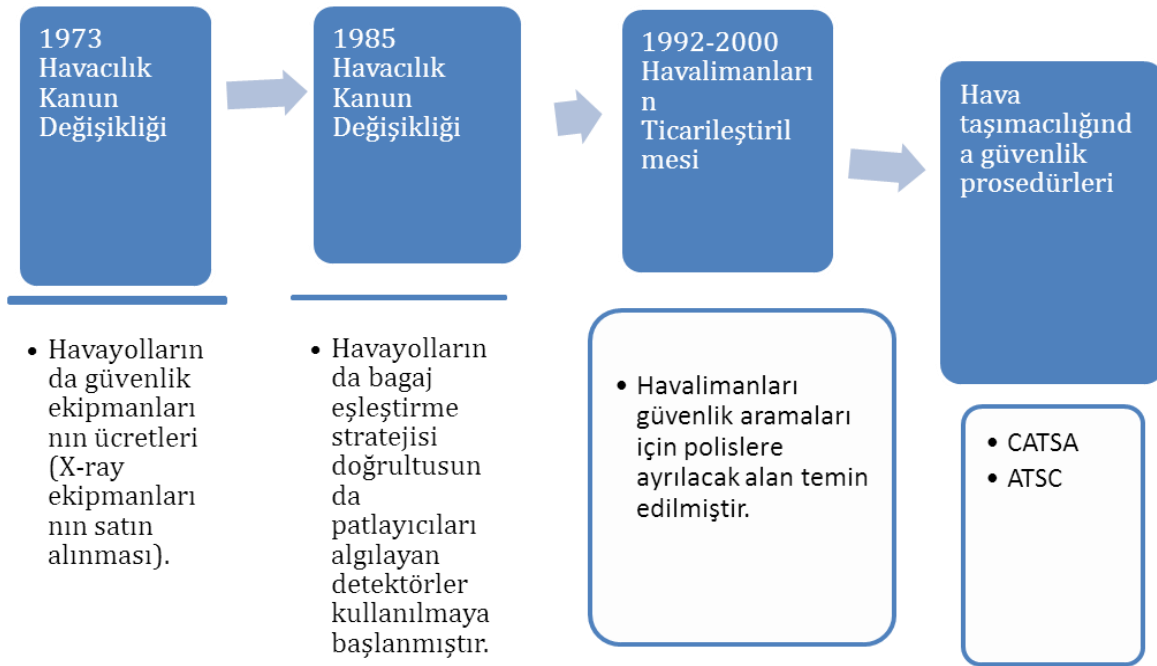 1973
Havacılık
Kanun
Değişikliği
• Havayolların
da güvenlik
ekipmanları
nın ücretleri
(X-ray
ekipmanları
nın satın
alınması).
1985
Havacılık
Kanun
Değişikliği
• Havayolların
da bagaj
eşleştirme
stratejisi
doğrultusun
da
patlayıcıları
algılayan
detektörler
kullanılmaya
başlanmıştır.
1992-2000
Havalimanları
n
Ticarileştiril
mesi
• Havalimanları
güvenlik aramaları
için polislere
ayrılacak alan temin
edilmiştir.
Hava
taşımacılığınd
a güvenlik
prosedürleri
• CATSA
• ATSC